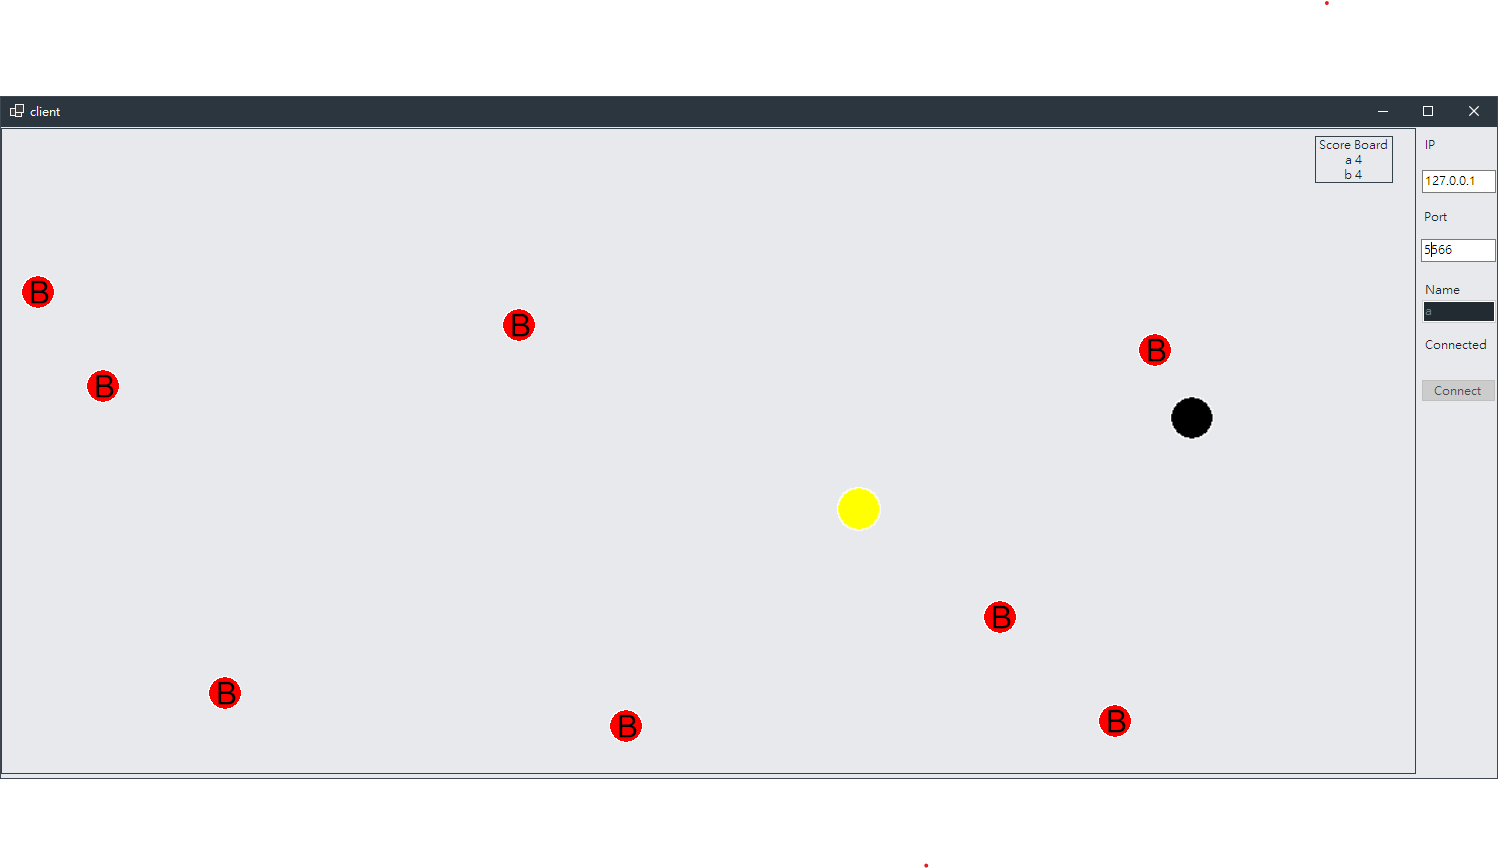 client
Score Board
a 4
b 4
IP
127.0.0.1
Port
5566
Name
a
Connected
Connect
B
B
B
B
B
B
B
B